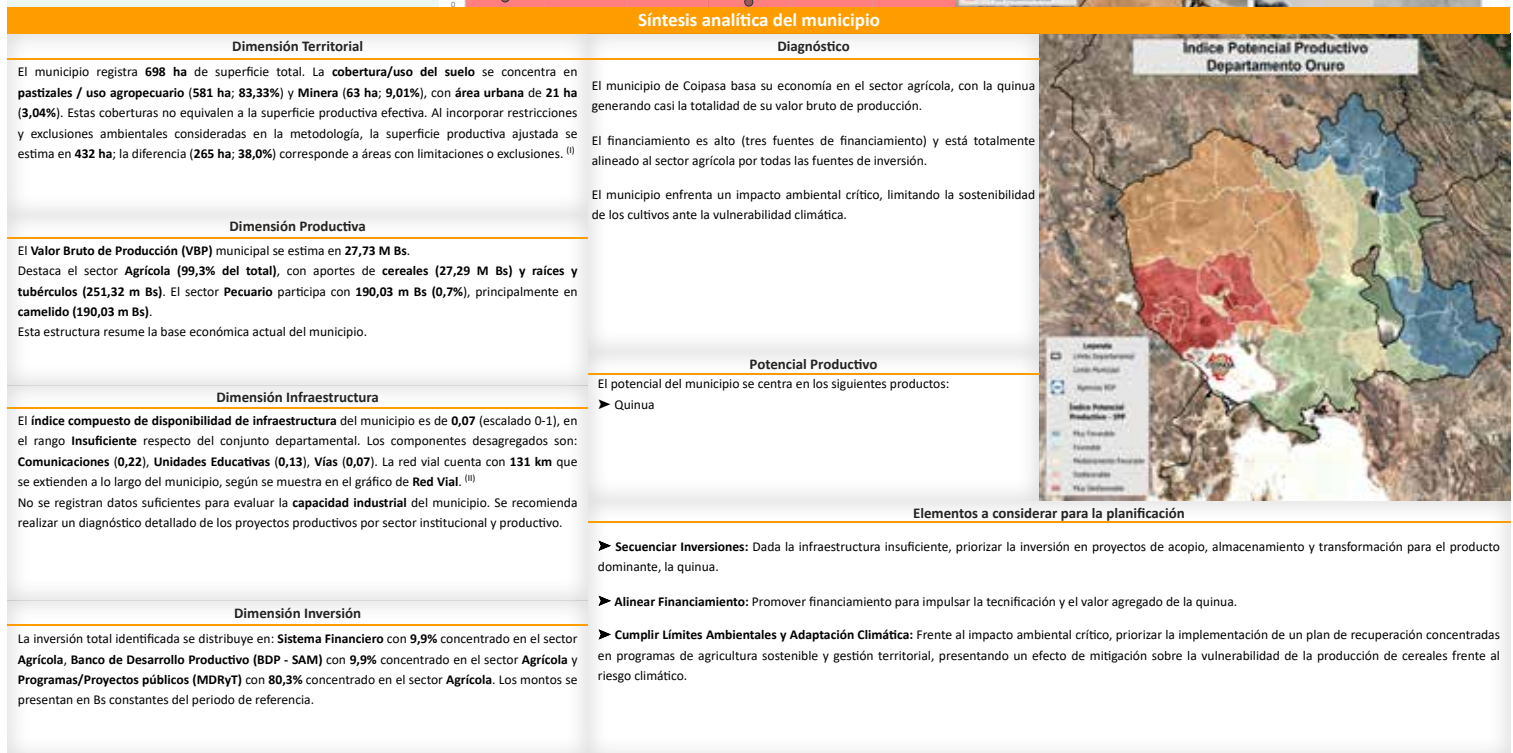 0
Síntesis analítica del municipio
Dimensión Territorial
El municipio registra 698 ha de superficie total. La cobertura/uso del suelo se concentra en
pastizales / uso agropecuario (581 ha; 83,33%) y Minera (63 ha; 9,01%), con área urbana de 21 ha
(3,04%). Estas coberturas no equivalen a la superficie productiva efectiva. Al incorporar restricciones
y exclusiones ambientales consideradas en la metodología, la superficie productiva ajustada se
estima en 432 ha; la diferencia (265 ha; 38,0%) corresponde a áreas con limitaciones o exclusiones. (I)
Dimensión Productiva
El Valor Bruto de Producción (VBP) municipal se estima en 27,73 M Bs.
Destaca el sector Agrícola (99,3% del total), con aportes de cereales (27,29 M Bs) y raíces y
tubérculos (251,32 m Bs). El sector Pecuario participa con 190,03 m Bs (0,7%), principalmente en
camelido (190,03 m Bs).
Esta estructura resume la base económica actual del municipio.
Dimensión Infraestructura
El índice compuesto de disponibilidad de infraestructura del municipio es de 0,07 (escalado 0-1), en
el rango Insuficiente respecto del conjunto departamental. Los componentes desagregados son:
Comunicaciones (0,22), Unidades Educativas (0,13), Vías (0,07). La red vial cuenta con 131 km que
se extienden a lo largo del municipio, según se muestra en el gráfico de Red Vial. (II)
No se registran datos suficientes para evaluar la capacidad industrial del municipio. Se recomienda
realizar un diagnóstico detallado de los proyectos productivos por sector institucional y productivo.
Dimensión Inversión
La inversión total identificada se distribuye en: Sistema Financiero con 9,9% concentrado en el sector
Agrícola, Banco de Desarrollo Productivo (BDP - SAM) con 9,9% concentrado en el sector Agrícola y
Programas/Proyectos públicos (MDRyT) con 80,3% concentrado en el sector Agrícola. Los montos se
presentan en Bs constantes del periodo de referencia.
Diagnóstico
El municipio de Coipasa basa su economía en el sector agrícola, con la quinua
generando casi la totalidad de su valor bruto de producción.
El financiamiento es alto (tres fuentes de financiamiento) y está totalmente
alineado al sector agrícola por todas las fuentes de inversión.
El municipio enfrenta un impacto ambiental crítico, limitando la sostenibilidad
de los cultivos ante la vulnerabilidad climática.
Potencial Productivo
El potencial del municipio se centra en los siguientes productos:
➤ Quinua
Índice Potencial Productivo
Departamento Oruro
COIPASA
Leyenda
Límite Departamental
Límite Municipal
Agencias BDP
Índice Potencial
Productivo - IPP
Muy Favorable
Favorable
Medianamente Favorable
Desfavorable
Muy Desfavorable
Elementos a considerar para la planificación
➤ Secuenciar Inversiones: Dada la infraestructura insuficiente, priorizar la inversión en proyectos de acopio, almacenamiento y transformación para el producto
dominante, la quinua.
➤ Alinear Financiamiento: Promover financiamiento para impulsar la tecnificación y el valor agregado de la quinua.
➤ Cumplir Límites Ambientales y Adaptación Climática: Frente al impacto ambiental crítico, priorizar la implementación de un plan de recuperación concentradas
en programas de agricultura sostenible y gestión territorial, presentando un efecto de mitigación sobre la vulnerabilidad de la producción de cereales frente al
riesgo climático.